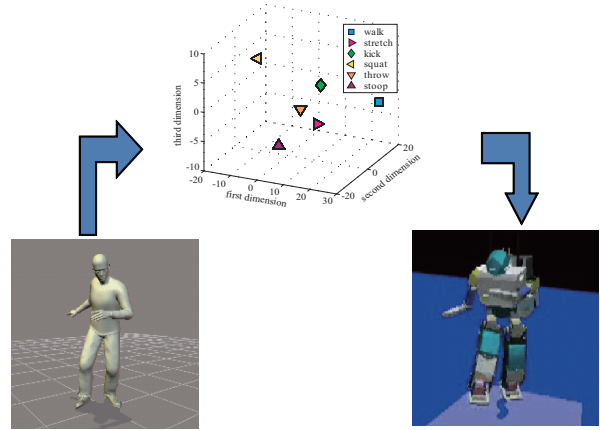 walk
stretch
kick
squat
throw
stoop
third dimension
10
5
0
-5
-10
-20
-10
0
10
20
30
first dimension
-20
0
20
second dimension